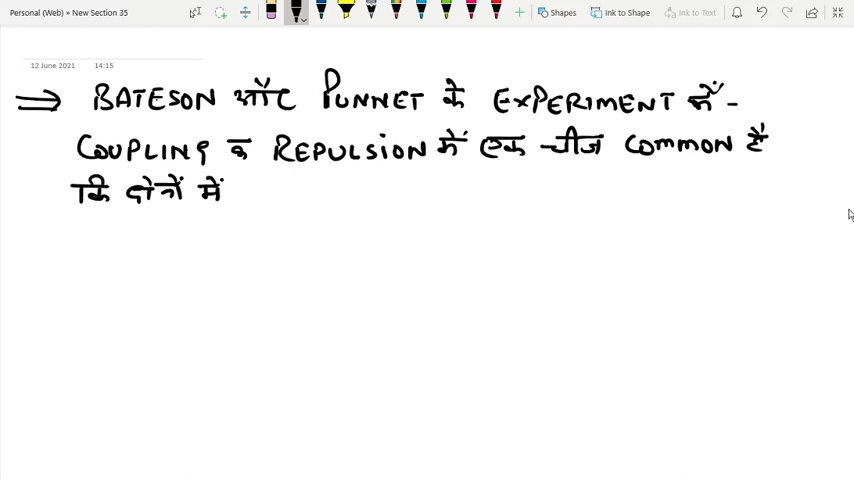 Personal (Web) » New Section 35
Shapes
Ink to Shape
Ink to Text
12 June 2021 14:15
⇒ BATESON और PUNNET के EXPERIMENT में -
COUPLING व REPULSION में एक चीज COMMON है
कि दोनों में